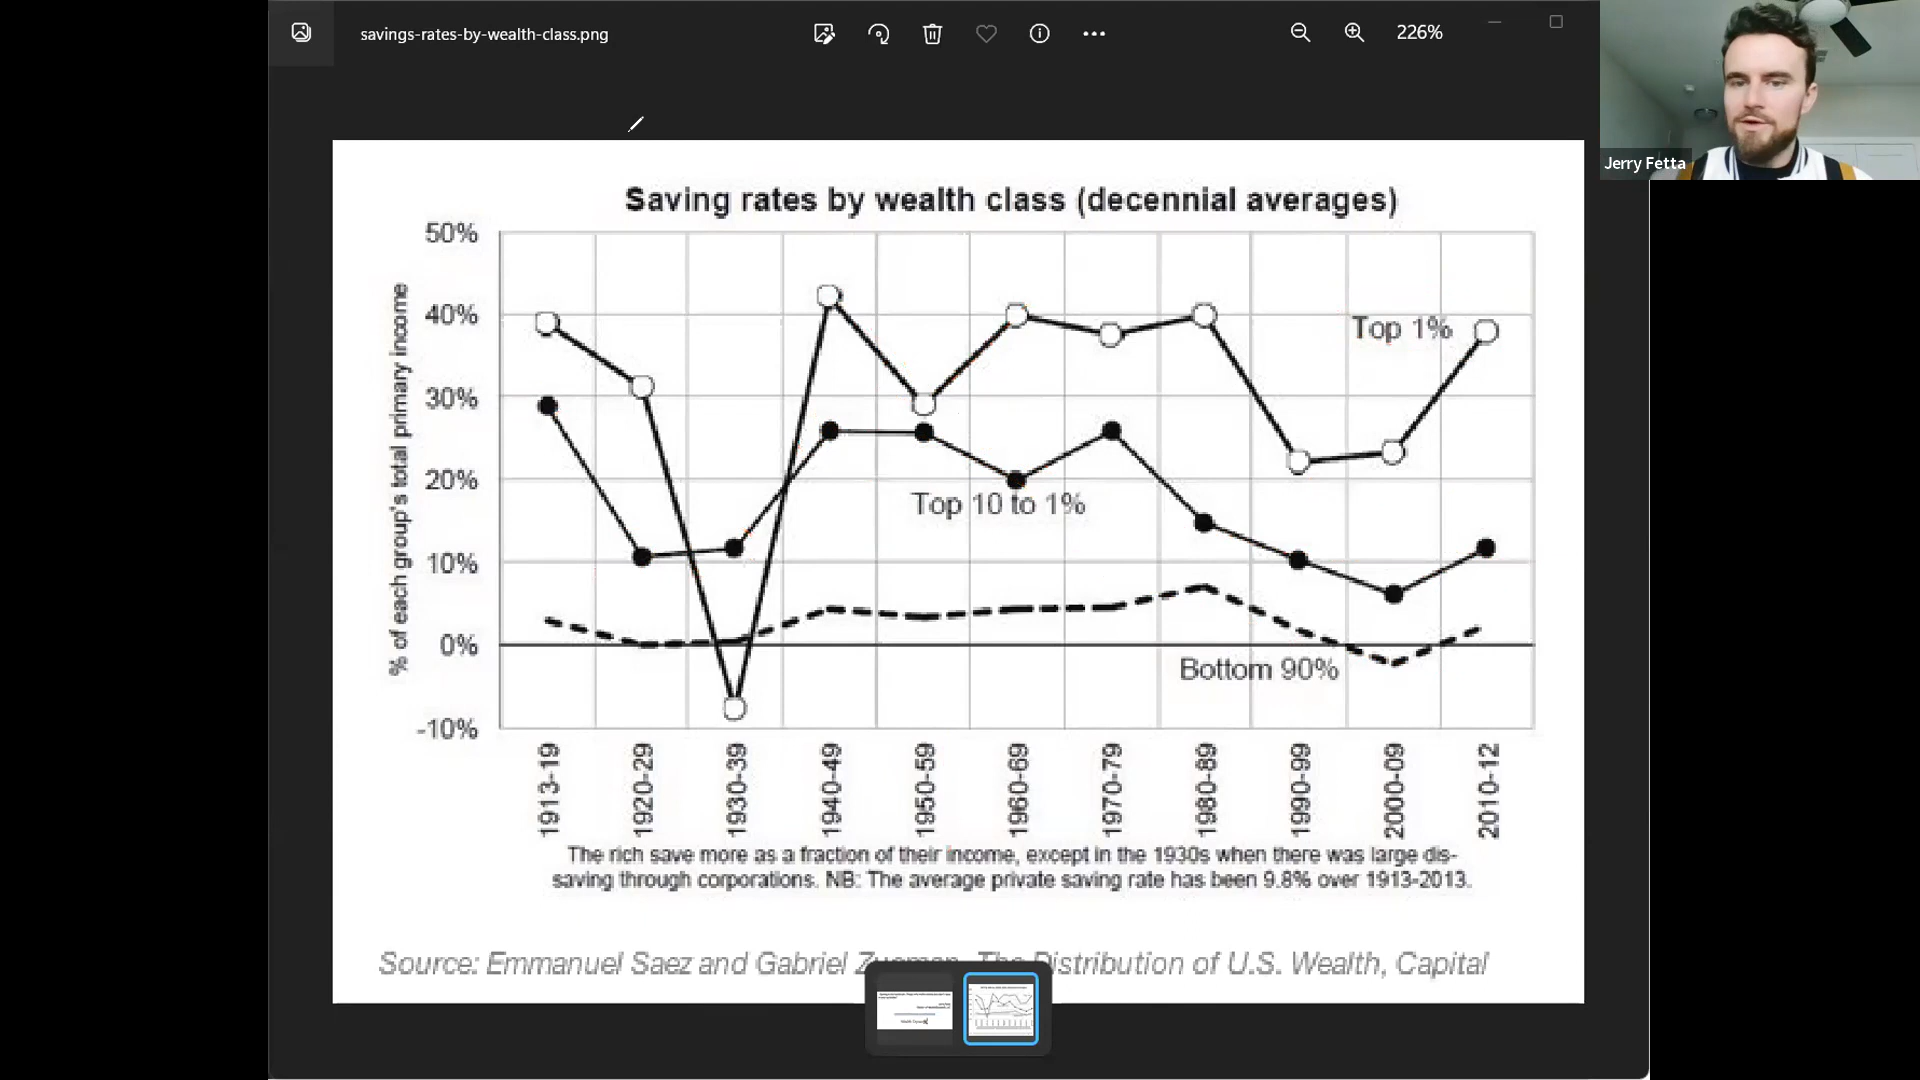 savings-rates-by-wealth-class.png
226%
Jerry Fetta
Saving rates by wealth class (decennial averages)
% of each group's total primary income
50%
40%
30%
20%
10%
0%
-10%
Top 1%
Top 10 to 1%
Bottom 90%
1913-19
1920-29
1930-39
1940-49
1950-59
1960-69
1970-79
1980-89
1990-99
2000-09
2010-12
The rich save more as a fraction of their income, except in the 1930s when there was large dis-
saving through corporations. NB: The average private saving rate has been 9.8% over 1913-2013.
Source: Emmanuel Saez and Gabriel Distribution of U.S. Wealth, Capital